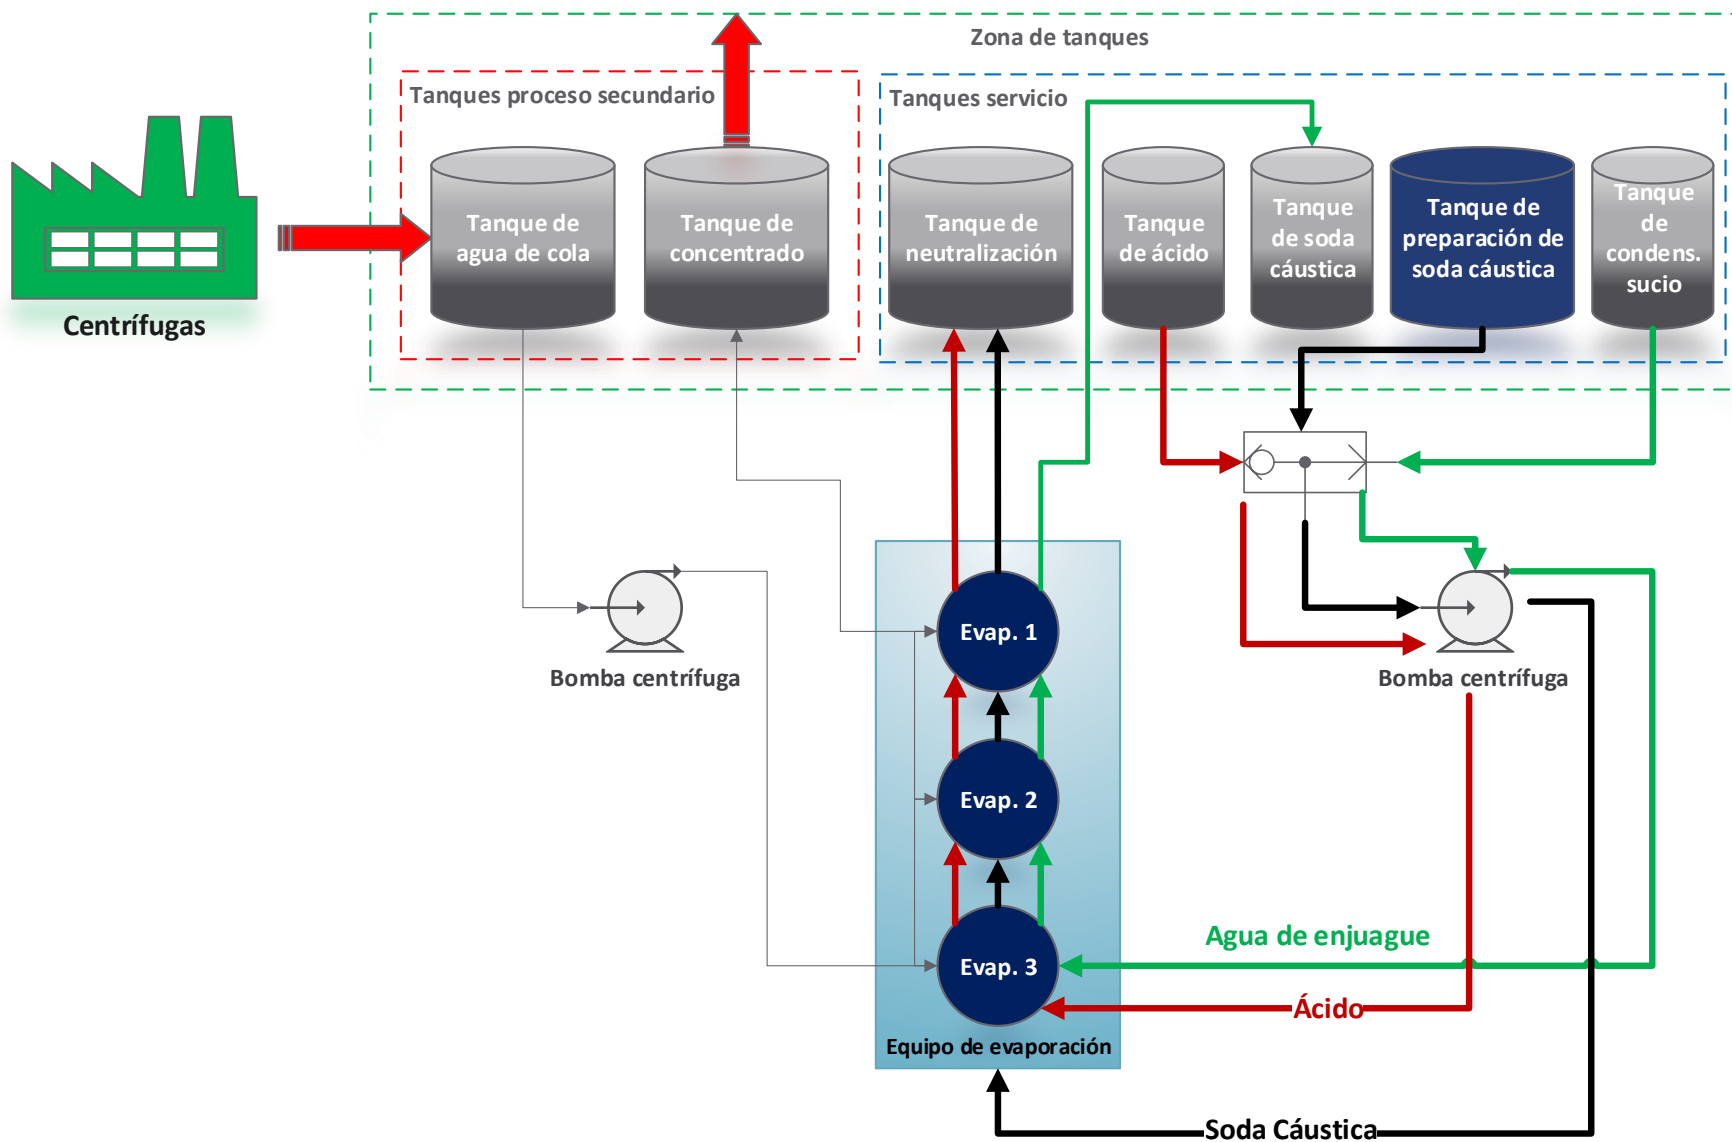 Zona de tanques
Tanques proceso secundario
Tanques servicio
Tanque de
agua de cola
Tanque de
concentrado
Tanque de
neutralización
Tanque
de ácido
Tanque
de soda
cáustica
Tanque de
preparación de
soda cáustica
Tanque
de
condens.
sucio
Centrífugas
Bomba centrífuga
Bomba centrífuga
Evap. 1
Evap. 2
Evap. 3
Equipo de evaporación
Agua de enjuague
Ácido
Soda Cáustica